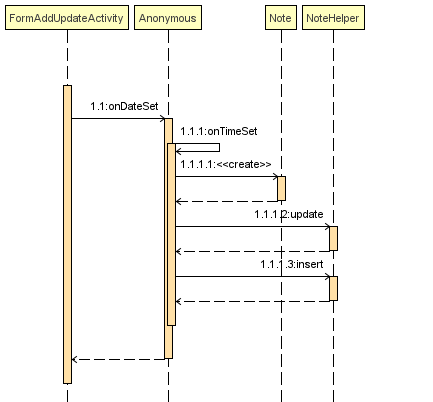 FormAddUpdateActivity Anonymous Note NoteHelper
1.1:onDateSet
1.1.1:onTimeSet
1.1.1.1:<<create>>
1.1.1.2:update
1.1.1.3:insert